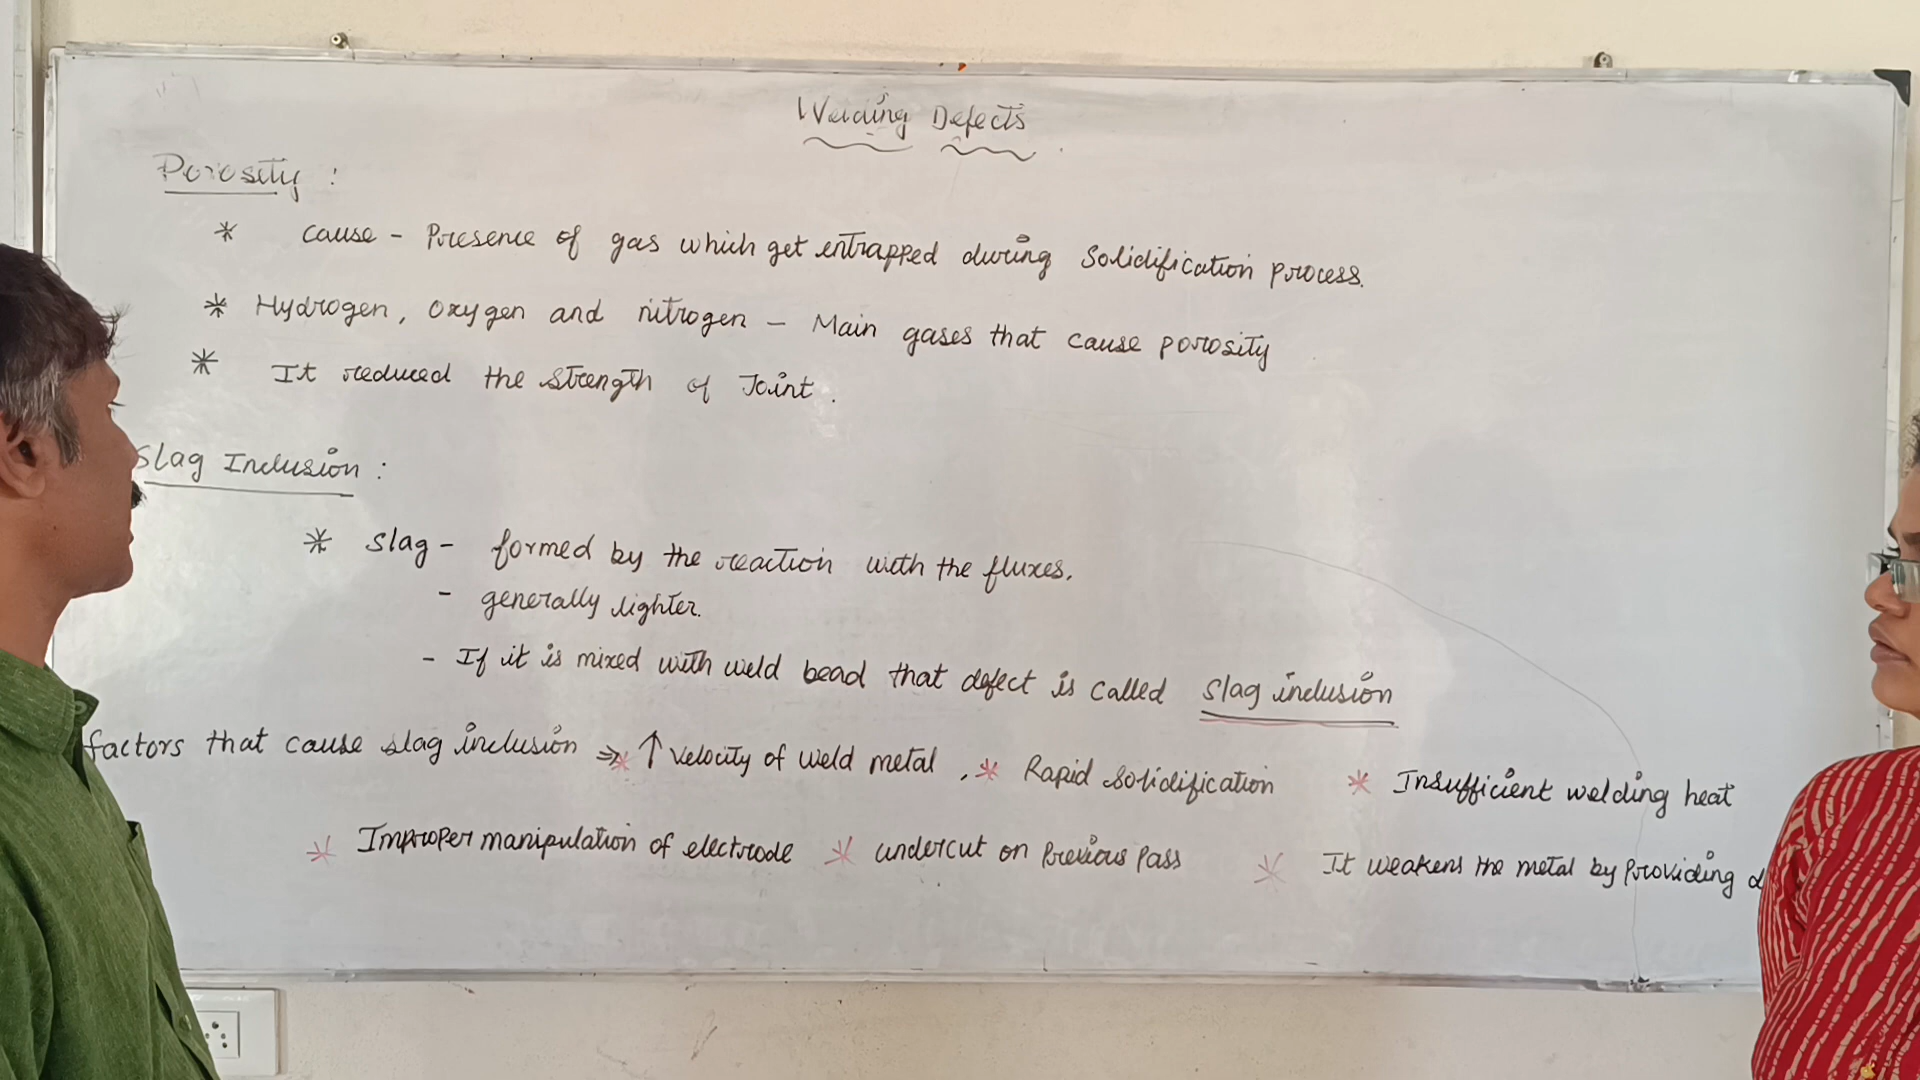 Welding Defects
Porosity :
* cause - Presence of gas which get entrapped during Solidification process.
* Hydrogen, oxygen and nitrogen - Main gases that cause porosity
* It reduced the strength of Joint.
Slag Inclusion :
* slag - formed by the reaction with the fluxes.
- generally lighter.
- If it is mixed with weld bead that defect is called slag inclusion
factors that cause slag inclusion ⇒ * ↑ velocity of weld metal , * Rapid solidification * Insufficient welding heat
* Improper manipulation of electrode * undercut on previous pass * It weakens the metal by providing